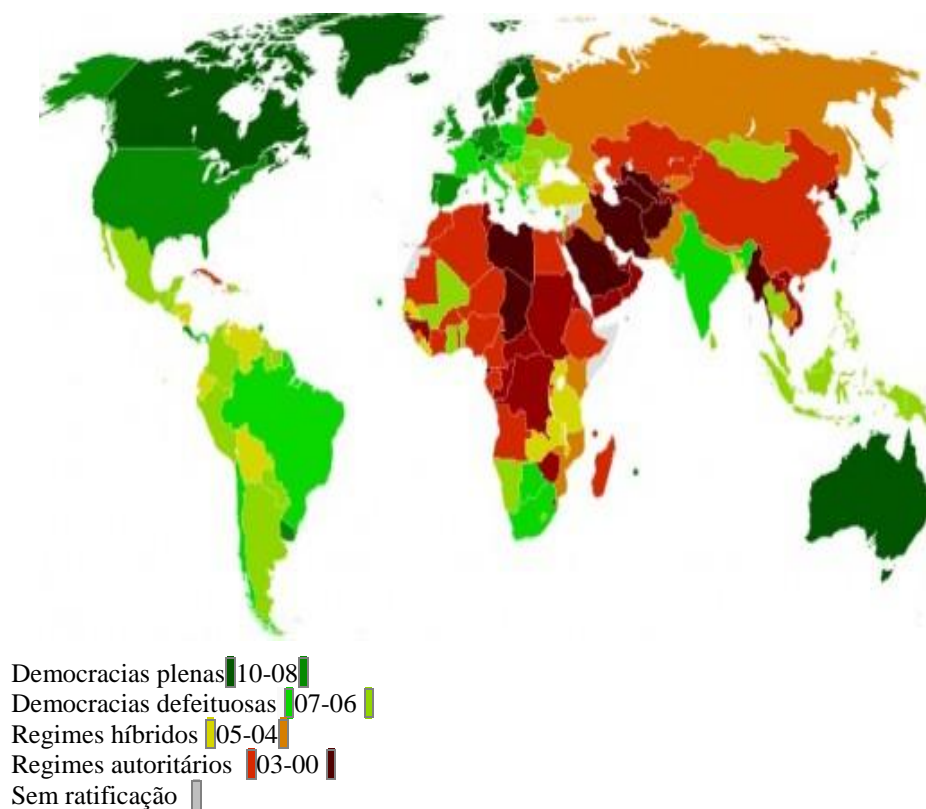 Democracias plenas 10-08
Democracias defeituosas 07-06
Regimes híbridos 05-04
Regimes autoritários 03-00
Sem ratificação